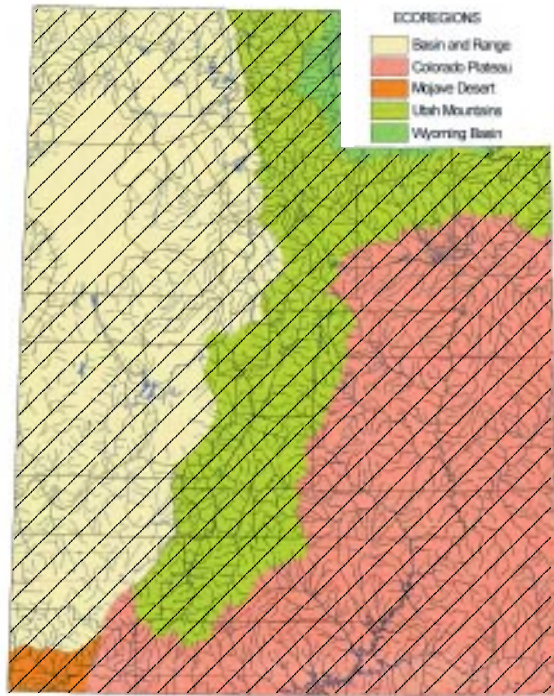 ECOREGIONS
Basin and Range
Colorado Plateau
Mojave Desert
Utah Mountains
Wyoming Basin